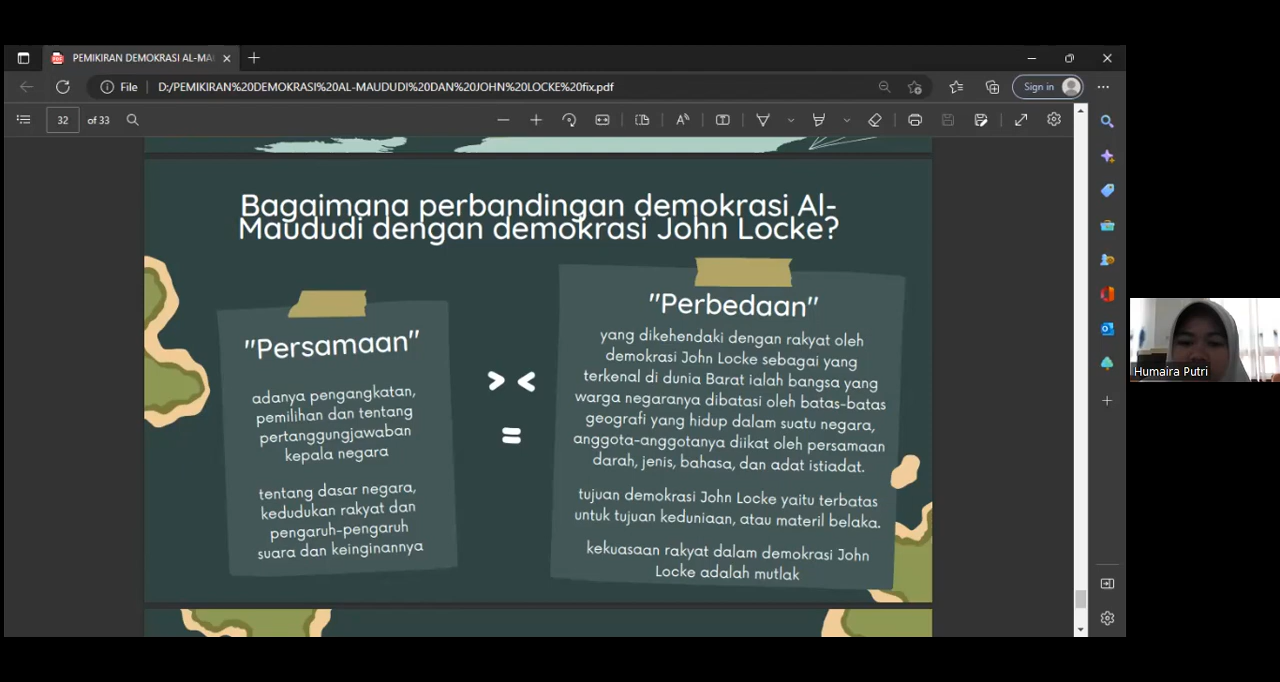 PEMIKIRAN DEMOKRASI AL-MA
File
D:/PEMIKIRAN%20DEMOKRASI%20AL-MAUDUDI%20DAN%20JOHN%20LOCKE%20fix.pdf
Sign in
32 of 33
Bagaimana perbandingan demokrasi Al-
Maududi dengan demokrasi John Locke?
"Persamaan"
adanya pengangkatan,
pemilihan dan tentang
pertanggungjawaban
kepala negara
tentang dasar negara,
kedudukan rakyat dan
pengaruh-pengaruh
suara dan keinginannya
> <
=
"Perbedaan"
yang dikehendaki dengan rakyat oleh
demokrasi John Locke sebagai yang
terkenal di dunia Barat ialah bangsa yang
warga negaranya dibatasi oleh batas-batas
geografi yang hidup dalam suatu negara,
anggota-anggotanya diikat oleh persamaan
darah, jenis, bahasa, dan adat istiadat.
tujuan demokrasi John Locke yaitu terbatas
untuk tujuan keduniaan, atau materil belaka.
kekuasaan rakyat dalam demokrasi John
Locke adalah mutlak
Humaira Putri